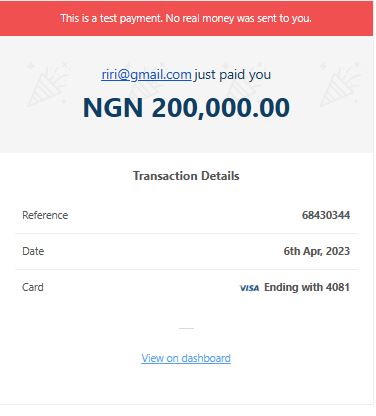 This is a test payment. No real money was sent to you.
riri@gmail.com just paid you
NGN 200,000.00
Transaction Details
Reference 68430344
Date 6th Apr, 2023
Card VISA Ending with 4081
View on dashboard